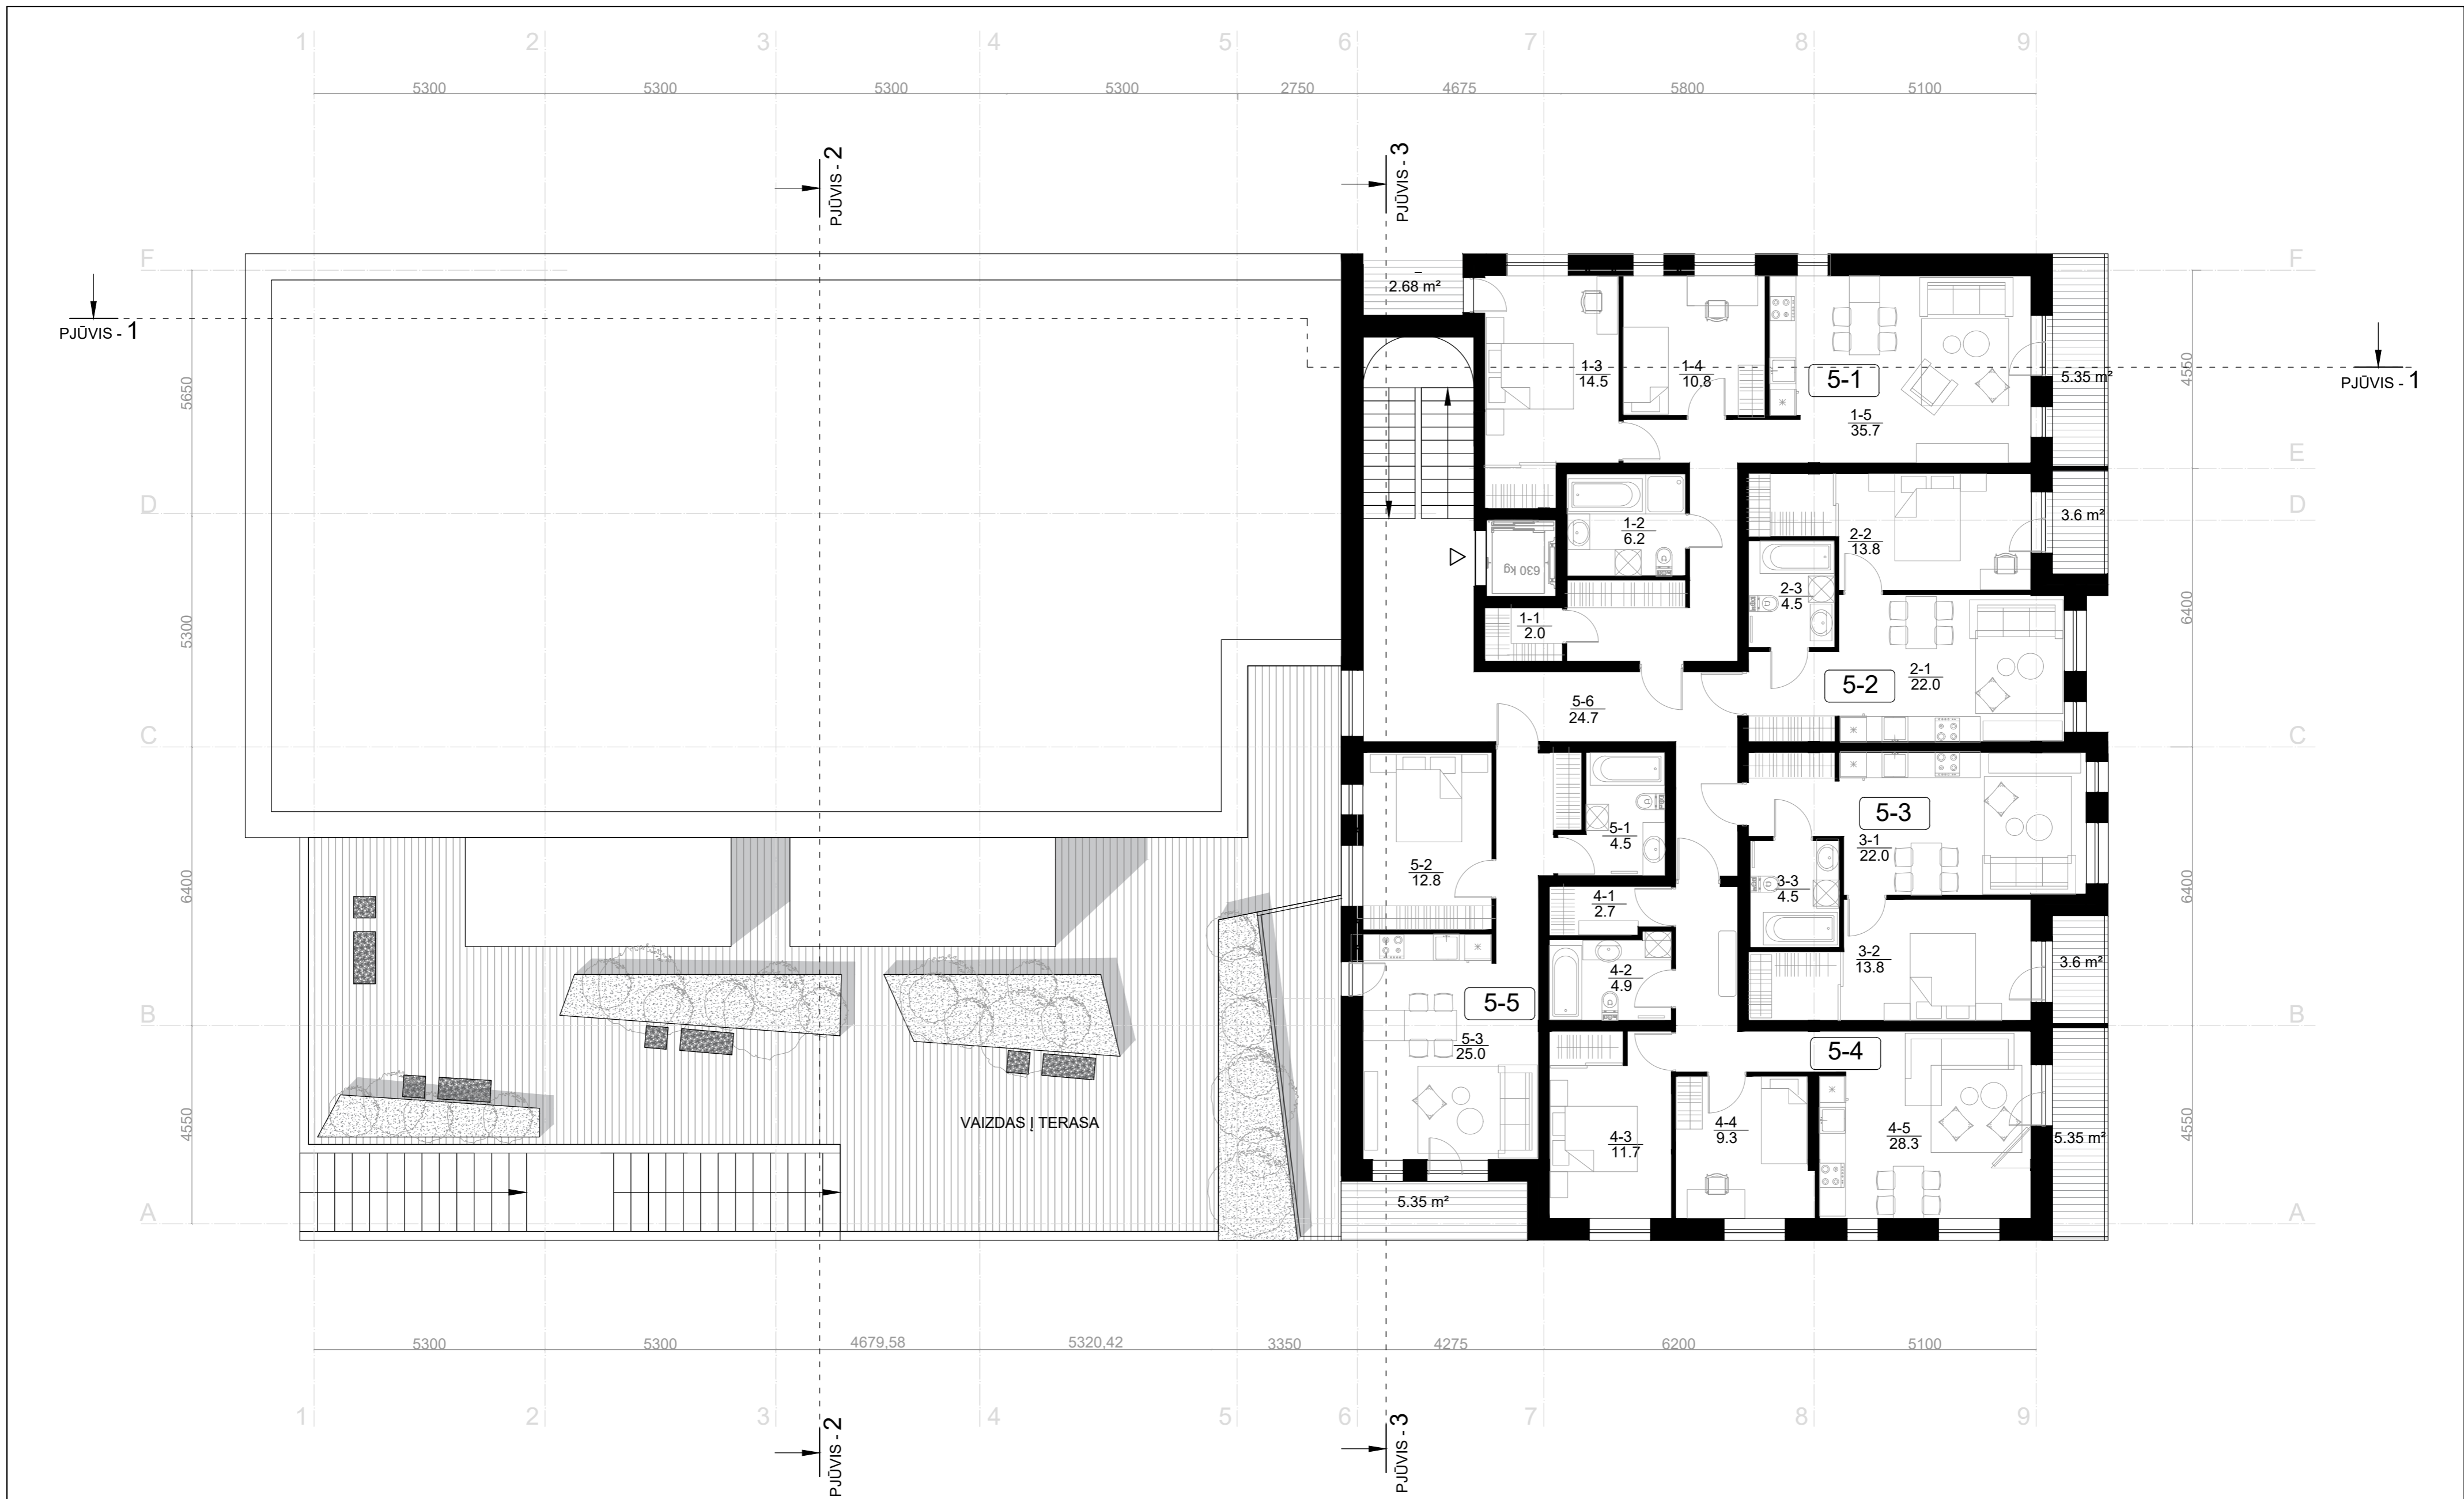 1 2 3 4 5 6 7 8 9
5300 5300 5300 5300 2750 4675 5800 5100
PJŪVIS - 2
PJŪVIS - 3
F
F
PJŪVIS - 1
PJŪVIS - 1
–
2.68 m²
1-3
14.5
1-4
10.8
5-1
1-5
35.7
5.35 m²
5650
4550
E
D
D
1-2
6.2
2-2
13.8
3.6 m²
630 kg
2-3
4.5
1-1
2.0
5300
6400
5-2
2-1
22.0
5-6
24.7
C
C
5-3
5-1
4.5
3-1
22.0
5-2
12.8
3-3
4.5
4-1
2.7
6400
6400
4-2
4.9
3-2
13.8
3.6 m²
5-5
B
B
5-3
25.0
5-4
VAIZDAS Į TERASA
4-3
11.7
4-4
9.3
4-5
28.3
5.35 m²
4550
4550
5.35 m²
A
A
5300 5300 4679,58 5320,42 3350 4275 6200 5100
1 2 3 4 5 6 7 8 9
PJŪVIS - 2
PJŪVIS - 3